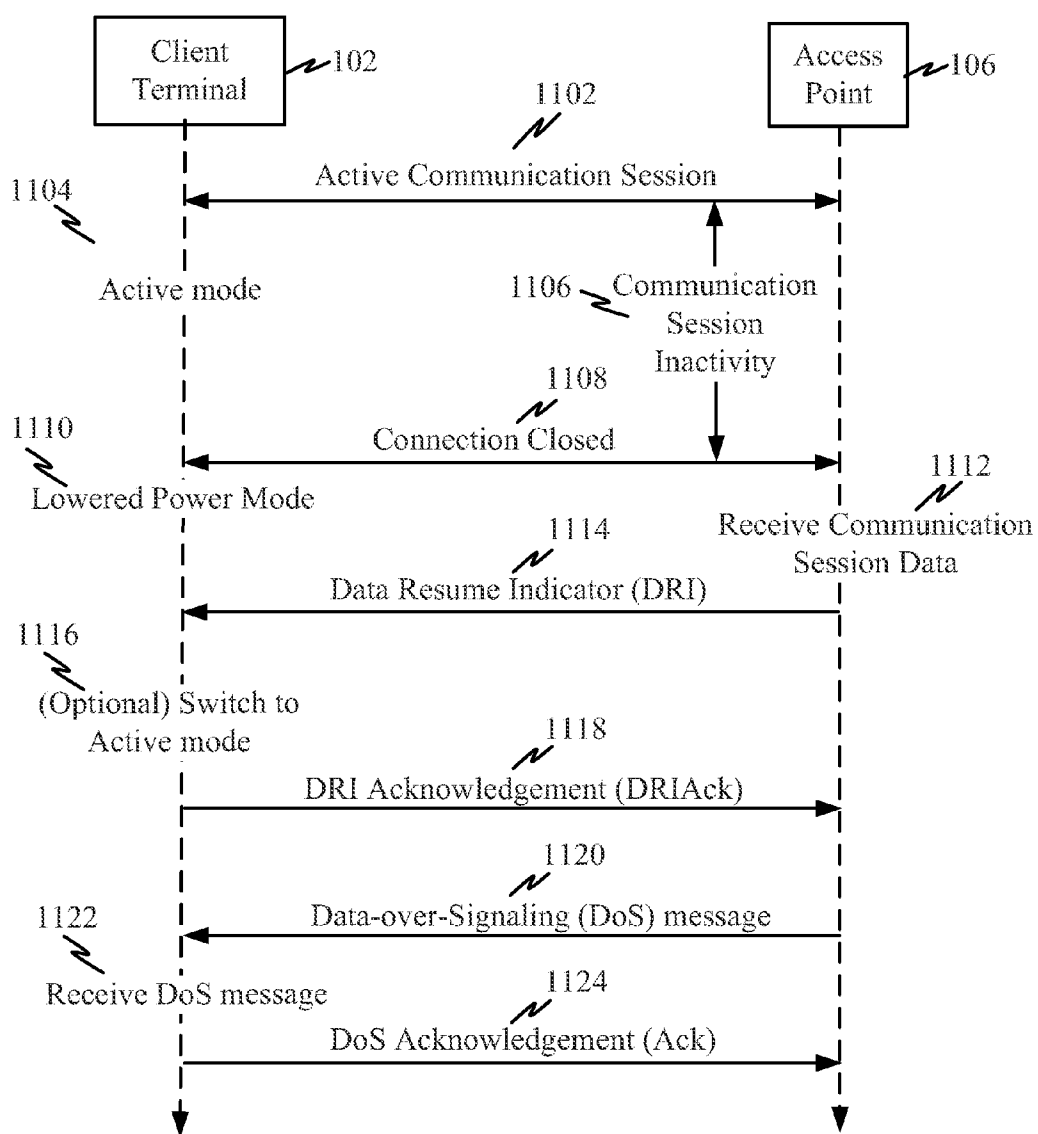 Client
Terminal
102
Access
Point
106
1102
Active Communication Session
1104
Active mode
1106
Communication
Session
Inactivity
1108
Connection Closed
1110
Lowered Power Mode
1112
Receive Communication
Session Data
1114
Data Resume Indicator (DRI)
1116
(Optional) Switch to
Active mode
1118
DRI Acknowledgement (DRIAck)
1120
Data-over-Signaling (DoS) message
1122
Receive DoS message
1124
DoS Acknowledgement (Ack)